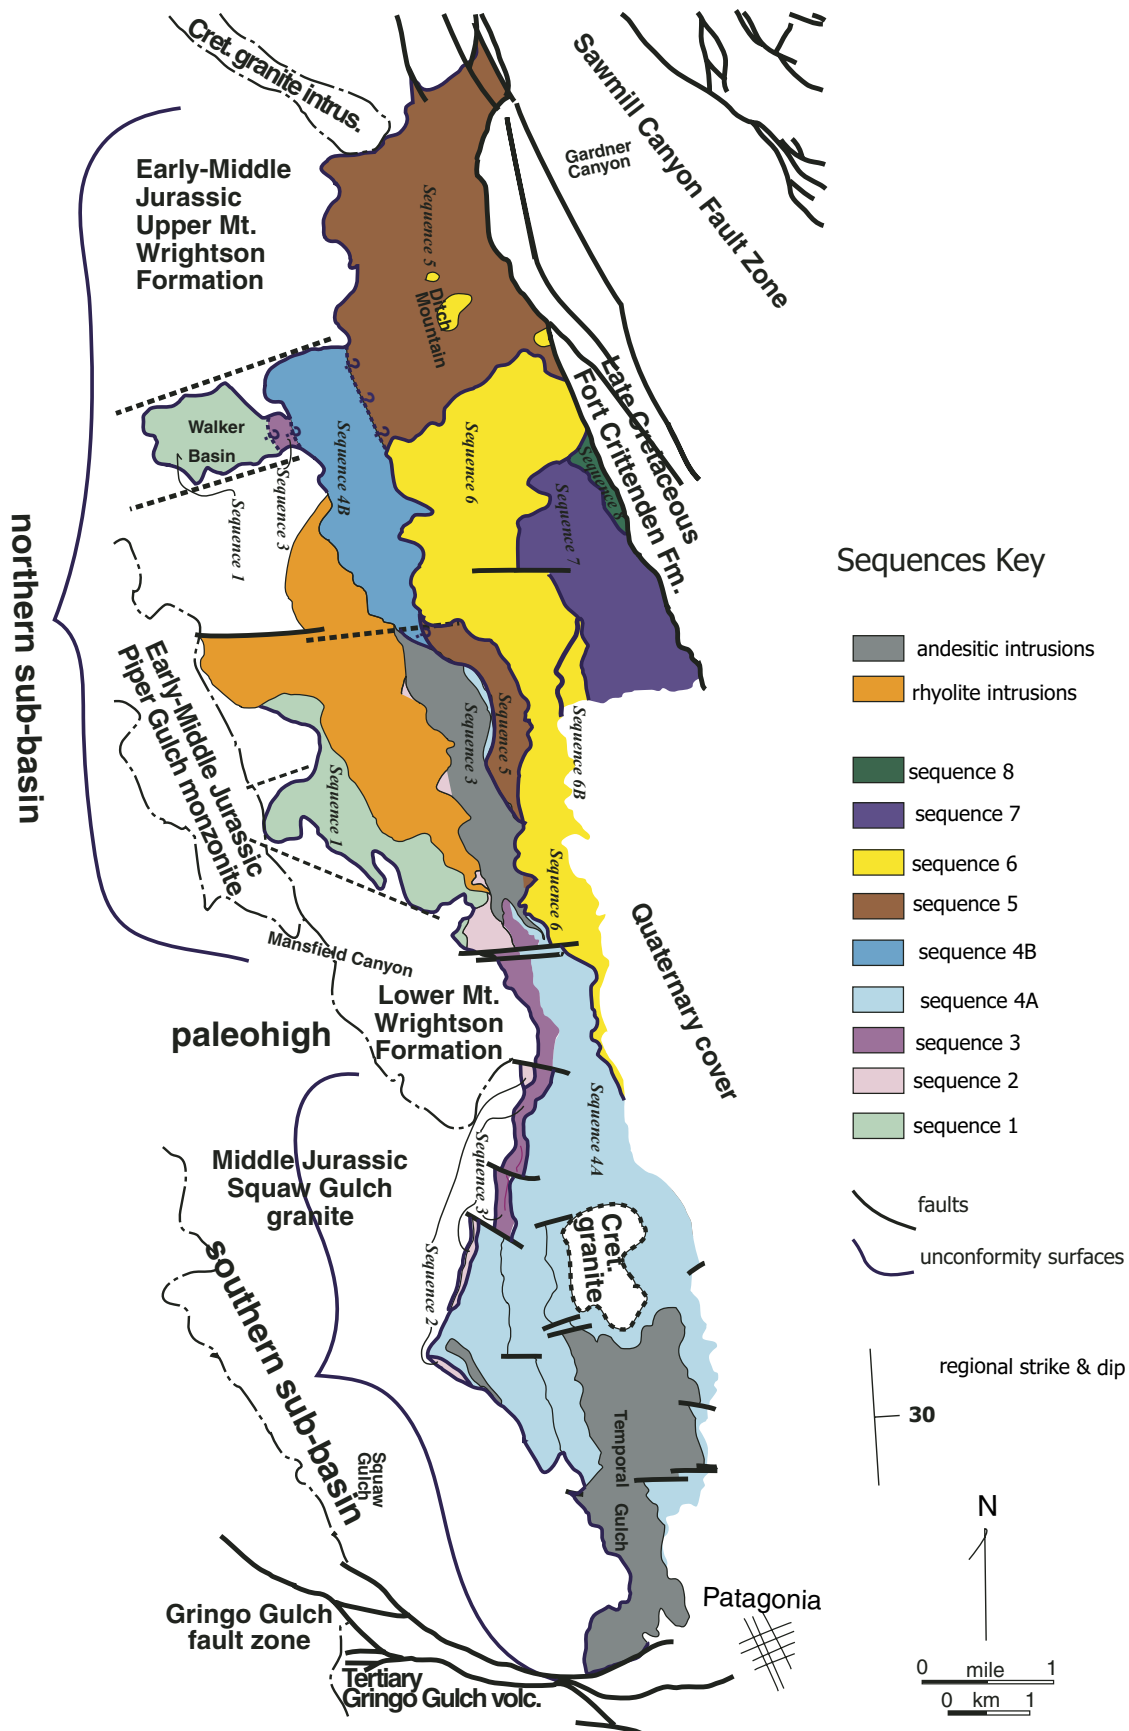 Cret. granite intrus.
Sawmill Canyon Fault Zone
Gardner
Canyon
Early-Middle
Jurassic
Upper Mt.
Wrightson
Formation
Sequence 5
Ditch
Mountain
Late Cretaceous
Fort Crittenden Fm.
?
?
?
Walker
Basin
?
?
Sequence 4B
Sequence 6
Sequence 8
Sequence 7
Sequence 3
Sequence 1
northern sub-basin
?
Early-Middle Jurassic
Piper Gulch monzonite
Sequence 3
Sequence 5
Sequence 6B
Sequence 1
Sequence 6
Mansfield Canyon
Quaternary cover
paleohigh
Lower Mt.
Wrightson
Formation
Sequence 4A
Sequence 3
Middle Jurassic
Squaw Gulch
granite
Cret.
granite
Sequence 2
southern sub-basin
Squaw
Gulch
Temporal Gulch
Gringo Gulch
fault zone
Tertiary
Gringo Gulch volc.
Patagonia
Sequences Key
andesitic intrusions
rhyolite intrusions
sequence 8
sequence 7
sequence 6
sequence 5
sequence 4B
sequence 4A
sequence 3
sequence 2
sequence 1
faults
unconformity surfaces
regional strike & dip
30
N
0 mile 1
0 km 1